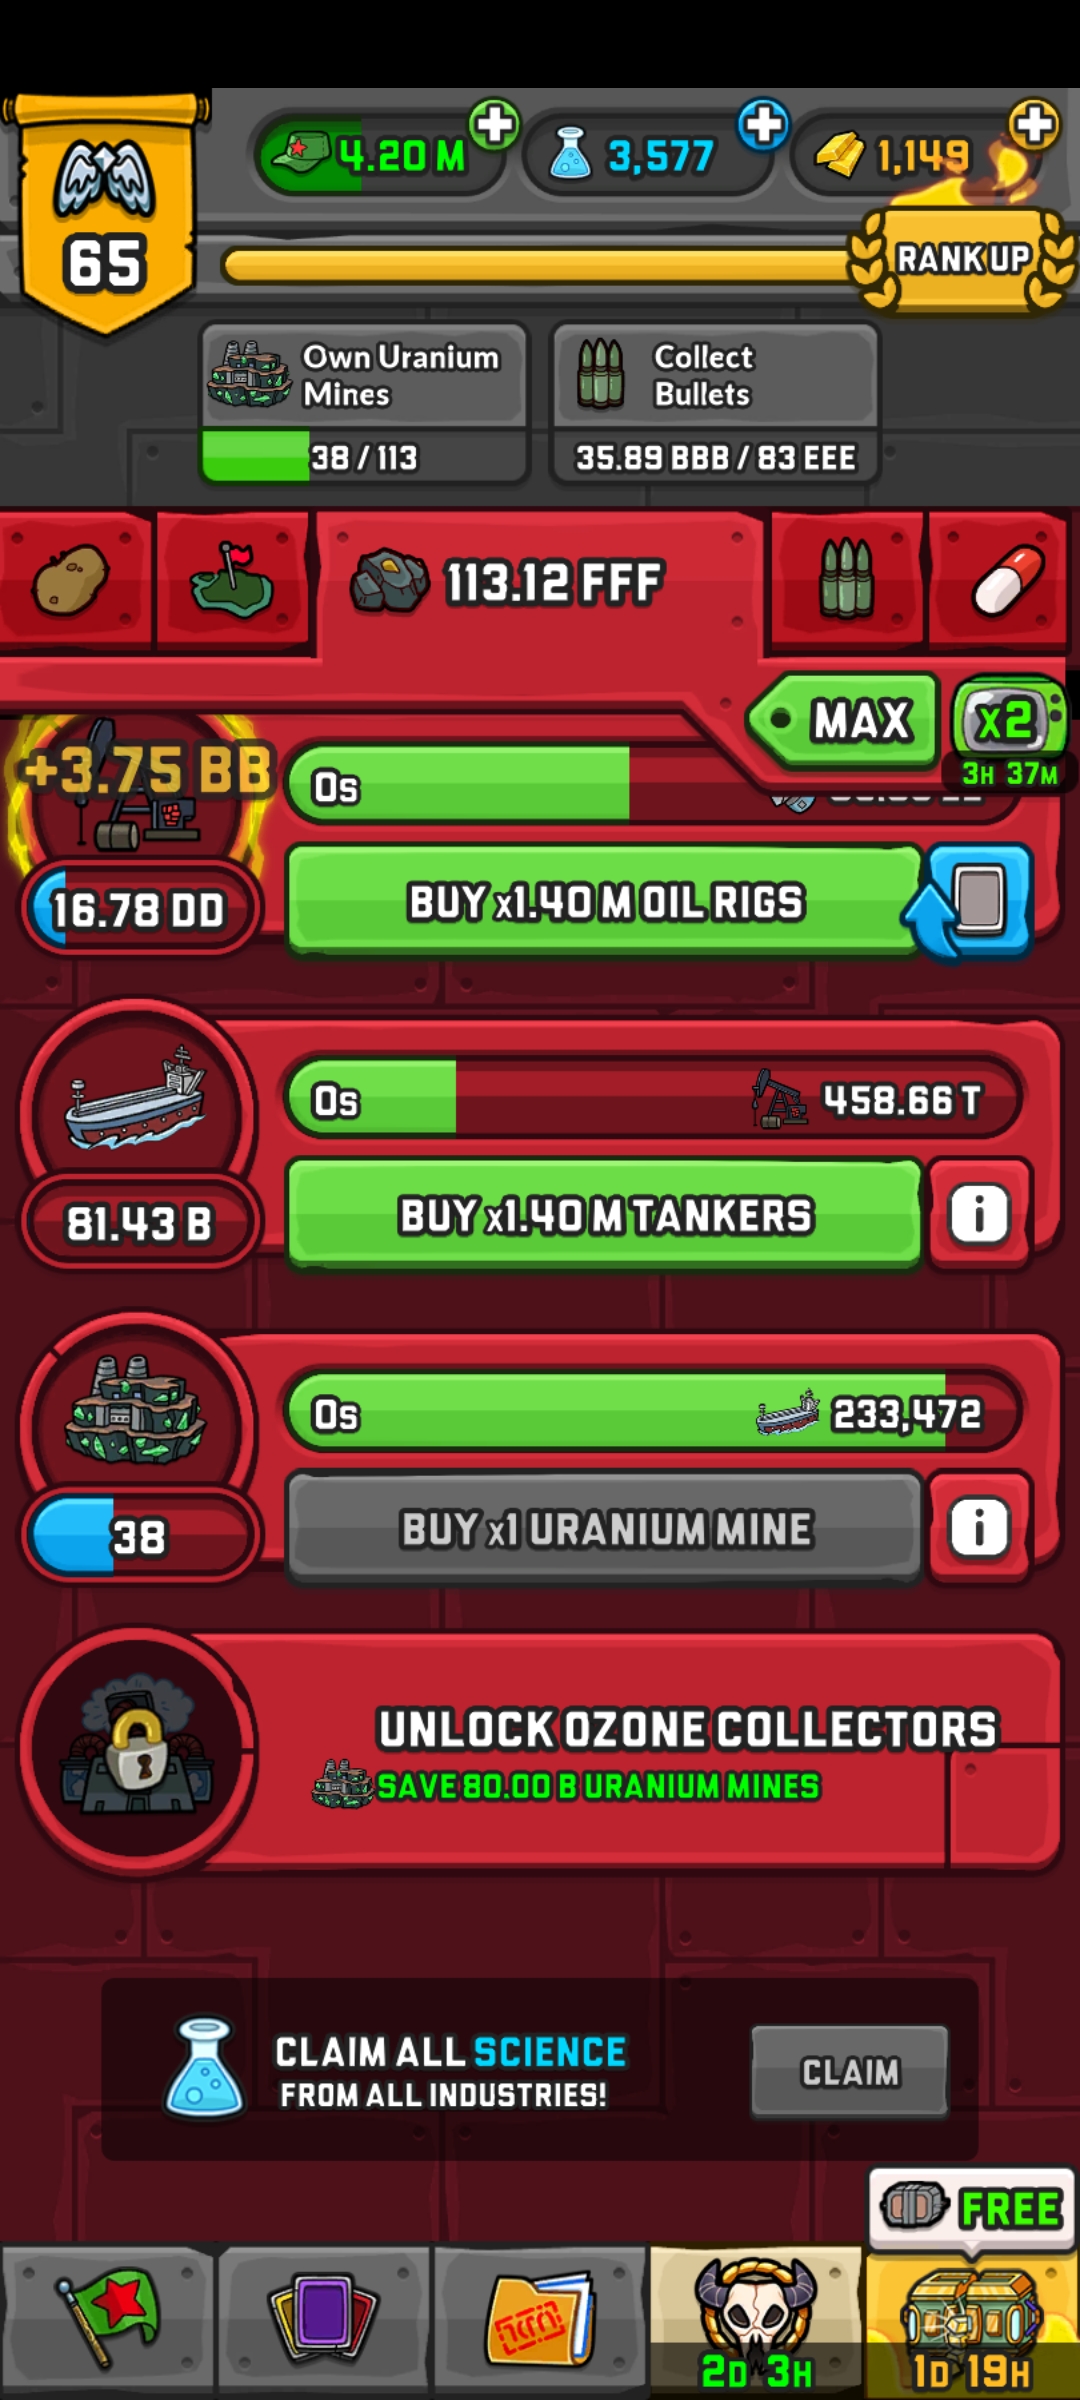 4.20 M
3,577
1,149
65
RANK UP
Own Uranium
Mines
38 / 113
Collect
Bullets
35.89 BBB / 83 EEE
113.12 FFF
MAX
X2
3H 37M
+3.75 BB
0s
16.78 DD
BUY x1.40 M OIL RIGS
0s
458.66 T
81.43 B
BUY x1.40 M TANKERS
i
0s
233,472
38
BUY x1 URANIUM MINE
i
UNLOCK OZONE COLLECTORS
SAVE 80.00 B URANIUM MINES
CLAIM ALL SCIENCE
FROM ALL INDUSTRIES!
CLAIM
FREE
2D 3H
1D 19H